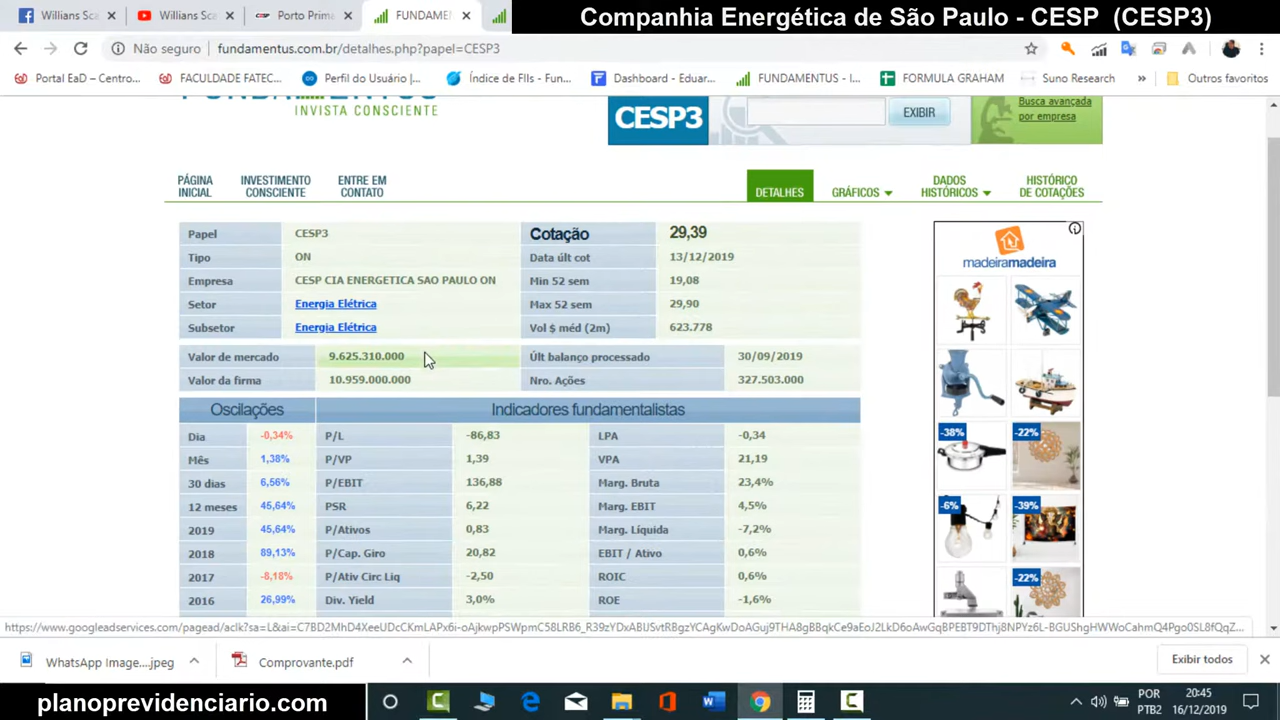 Willians Sca
Willians Sca
Porto Prima
FUNDAMEN
Companhia Energética de São Paulo - CESP (CESP3)
Não seguro fundamentus.com.br/detalhes.php?papel=CESP3
Portal EaD – Centro...
FACULDADE FATEC...
Perfil do Usuário |...
Índice de FIIs - Fun...
Dashboard - Eduar...
FUNDAMENTUS - I...
FORMULA GRAHAM
Suno Research
»
Outros favoritos
INVISTA CONSCIENTE
CESP3
EXIBIR
Busca avançada
por empresa
PÁGINA
INICIAL
INVESTIMENTO
CONSCIENTE
ENTRE EM
CONTATO
DETALHES
GRÁFICOS
DADOS
HISTÓRICOS
HISTÓRICO
DE COTAÇÕES
Papel CESP3 Cotação 29,39
Tipo ON Data últ cot 13/12/2019
Empresa CESP CIA ENERGETICA SAO PAULO ON Min 52 sem 19,08
Setor Energia Elétrica Max 52 sem 29,90
Subsetor Energia Elétrica Vol $ méd (2m) 623.778
Valor de mercado 9.625.310.000 Últ balanço processado 30/09/2019
Valor da firma 10.959.000.000 Nro. Ações 327.503.000
Oscilações Indicadores fundamentalistas
Dia -0,34% P/L -86,83 LPA -0,34
Mês 1,38% P/VP 1,39 VPA 21,19
30 dias 6,56% P/EBIT 136,88 Marg. Bruta 23,4%
12 meses 45,64% PSR 6,22 Marg. EBIT 4,5%
2019 45,64% P/Ativos 0,83 Marg. Líquida -7,2%
2018 89,13% P/Cap. Giro 20,82 EBIT / Ativo 0,6%
2017 -8,18% P/Ativ Circ Liq -2,50 ROIC 0,6%
2016 26,99% Div. Yield 3,0% ROE -1,6%
madeiramadeira
-38%
-22%
-6%
-39%
-22%
WhatsApp Image....jpeg
Comprovante.pdf
Exibir todos
planoprevidenciario.com
POR
PTB2
20:45
16/12/2019